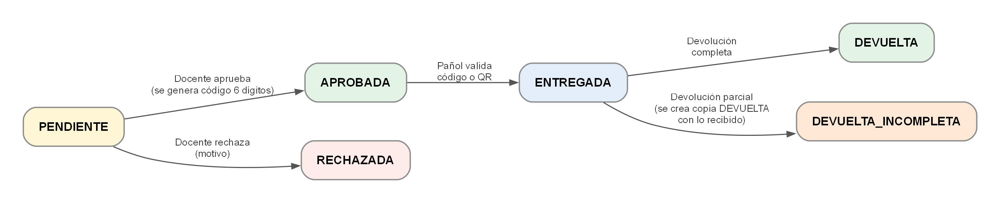 PENDIENTE
Docente aprueba
(se genera código 6 dígitos)
Docente rechaza
(motivo)
APROBADA
RECHAZADA
Pañol valida
código o QR
ENTREGADA
Devolución
completa
Devolución parcial
(se crea copia DEVUELTA
con lo recibido)
DEVUELTA
DEVUELTA_INCOMPLETA